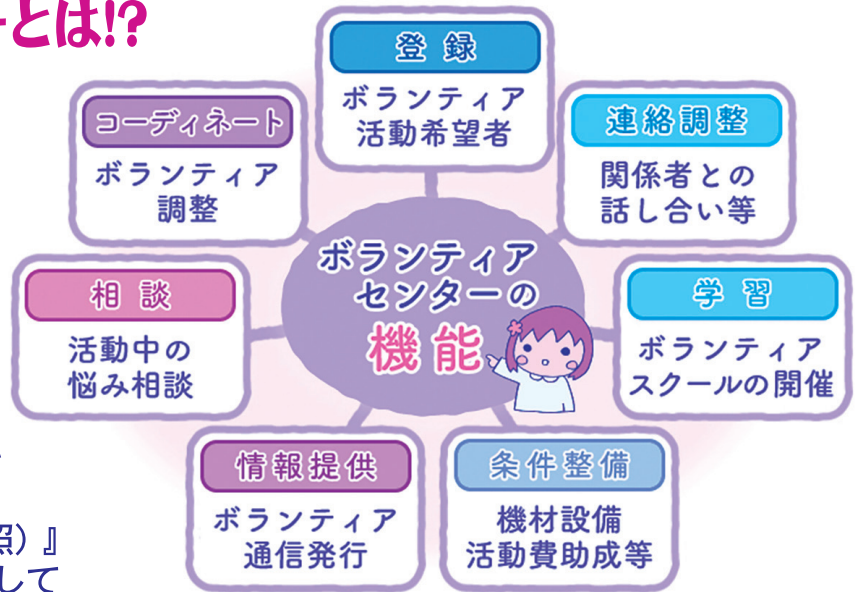 ーとは!?
登録
ボランティア
活動希望者
連絡調整
関係者との
話し合い等
学習
ボランティア
スクールの開催
条件整備
機材設備
活動費助成等
情報提供
ボランティア
通信発行
相談
活動中の
悩み相談
コーディネート
ボランティア
調整
ボランティア
センターの
機能
照)』
して